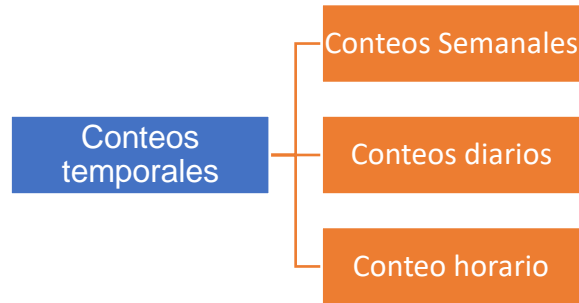 Conteos Semanales
Conteos
temporales
Conteos diarios
Conteo horario